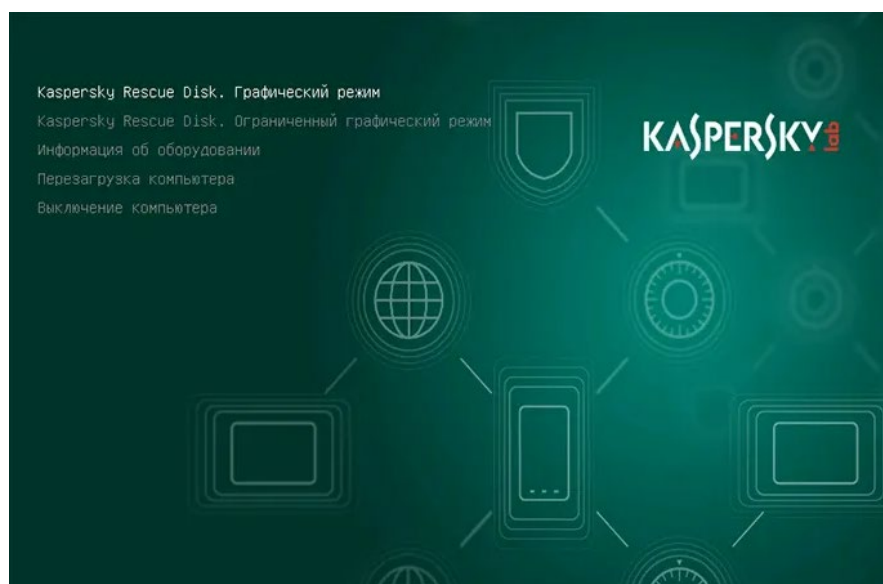 Kaspersky Rescue Disk. Графический режим
Kaspersky Rescue Disk. Ограниченный графический режим
Информация об оборудовании
Перезагрузка компьютера
Выключение компьютера
KASPERSKY lab